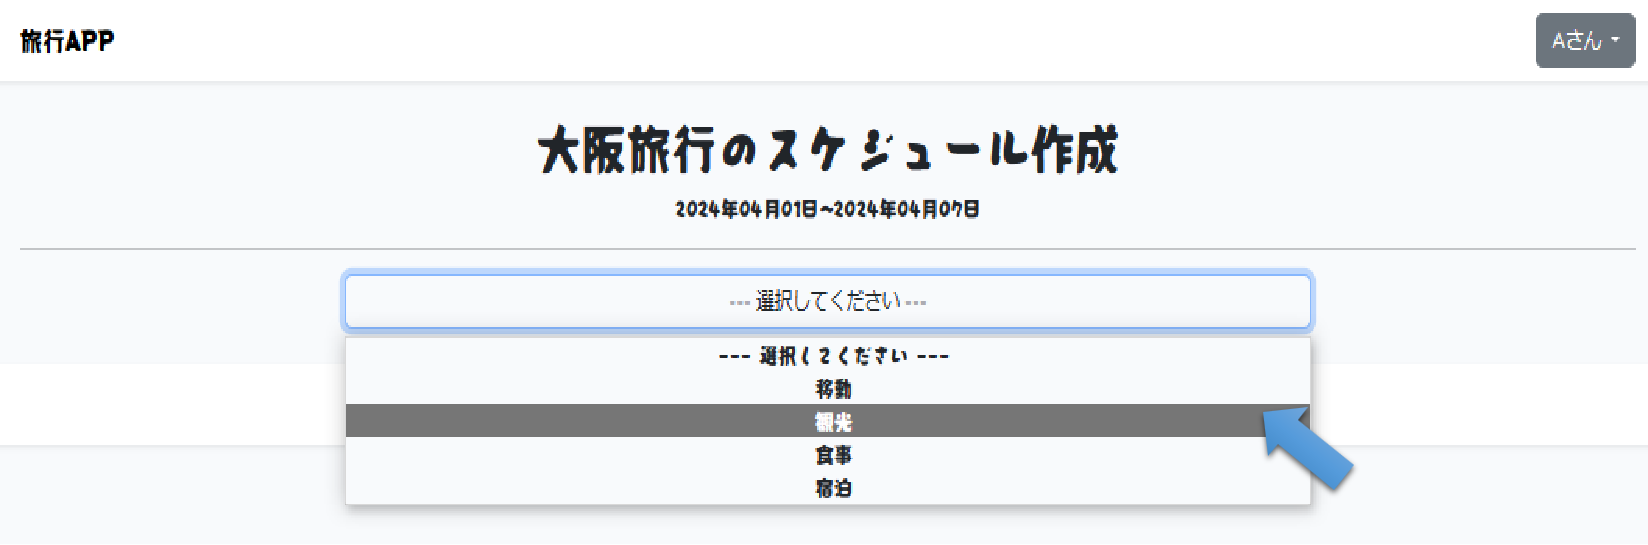 旅行APP
Aさん
大阪旅行のスケジュール作成
2024年04月01日~2024年04月07日
--- 選択してください ---
--- 選択してください ---
移動
観光
食事
宿泊